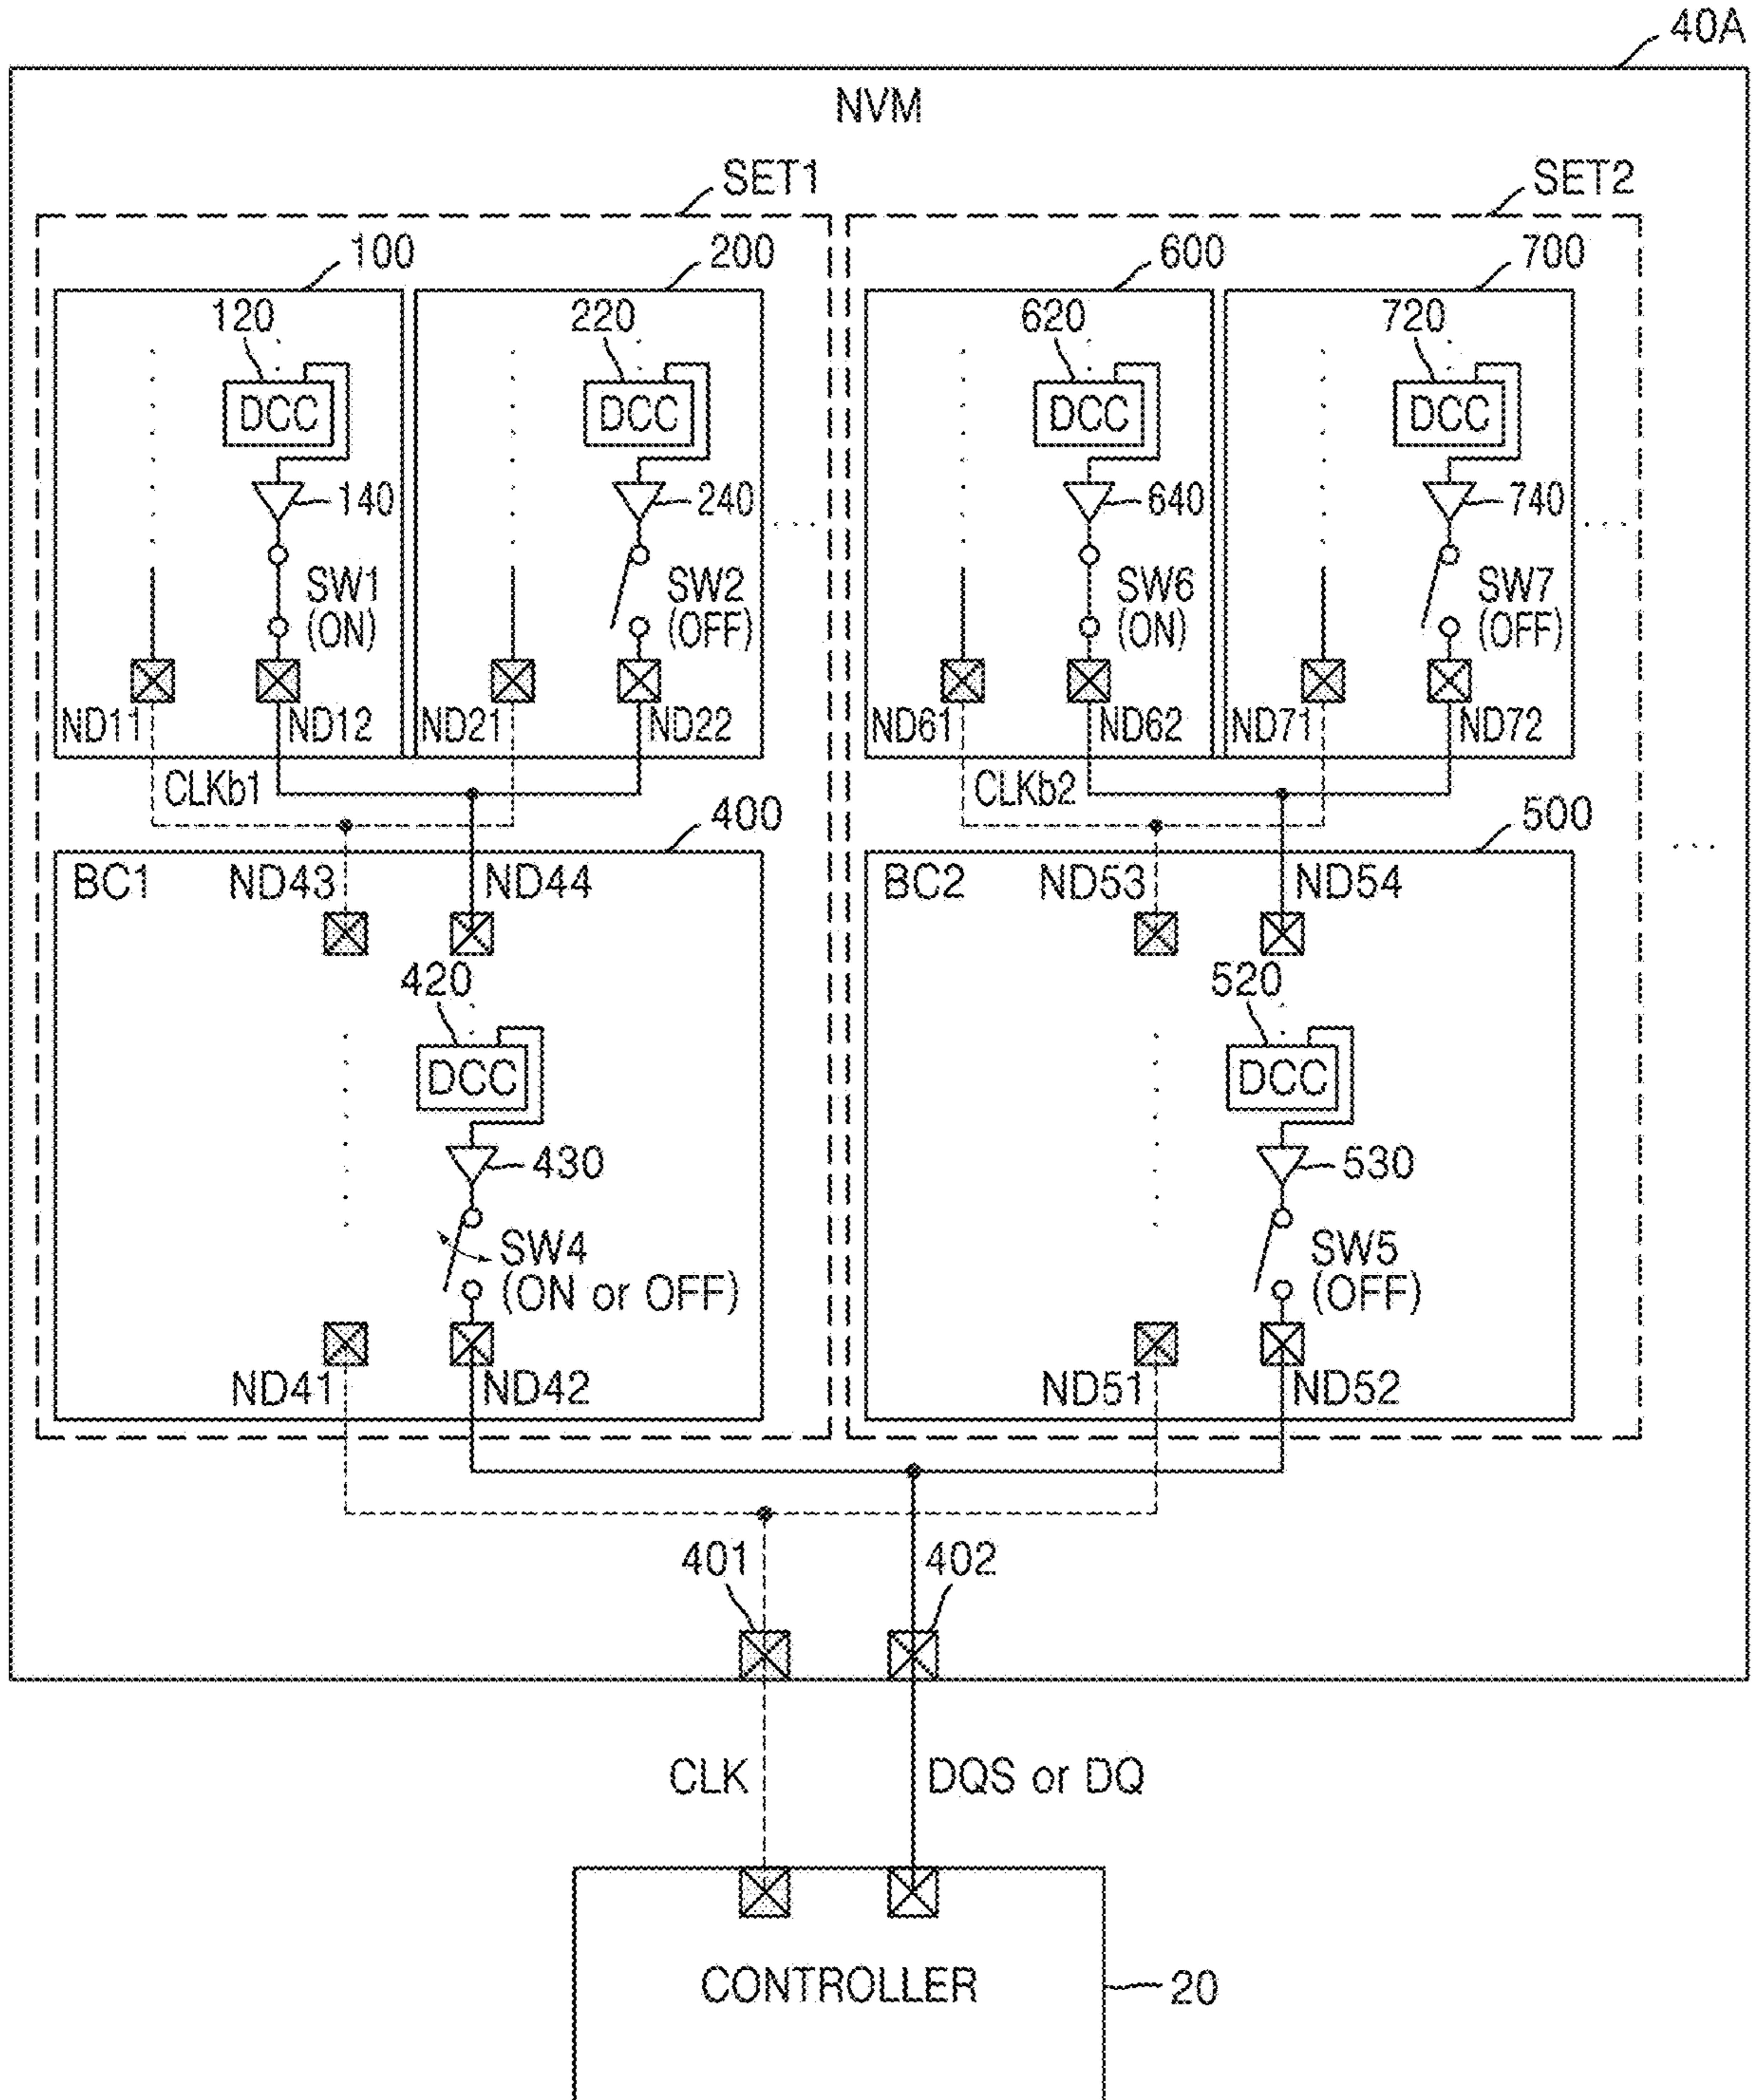 40A
NVM
SET1
SET2
100
200
600
700
120
220
620
720
DCC
DCC
DCC
DCC
140
240
640
740
SW1
(ON)
SW2
(OFF)
SW6
(ON)
SW7
(OFF)
ND11
ND12
ND21
ND22
ND61
ND62
ND71
ND72
CLKb1
CLKb2
400
500
BC1
ND43
ND44
BC2
ND53
ND54
420
520
DCC
DCC
430
530
SW4
(ON or OFF)
SW5
(OFF)
ND41
ND42
ND51
ND52
401
402
CLK
DQS or DQ
CONTROLLER
20